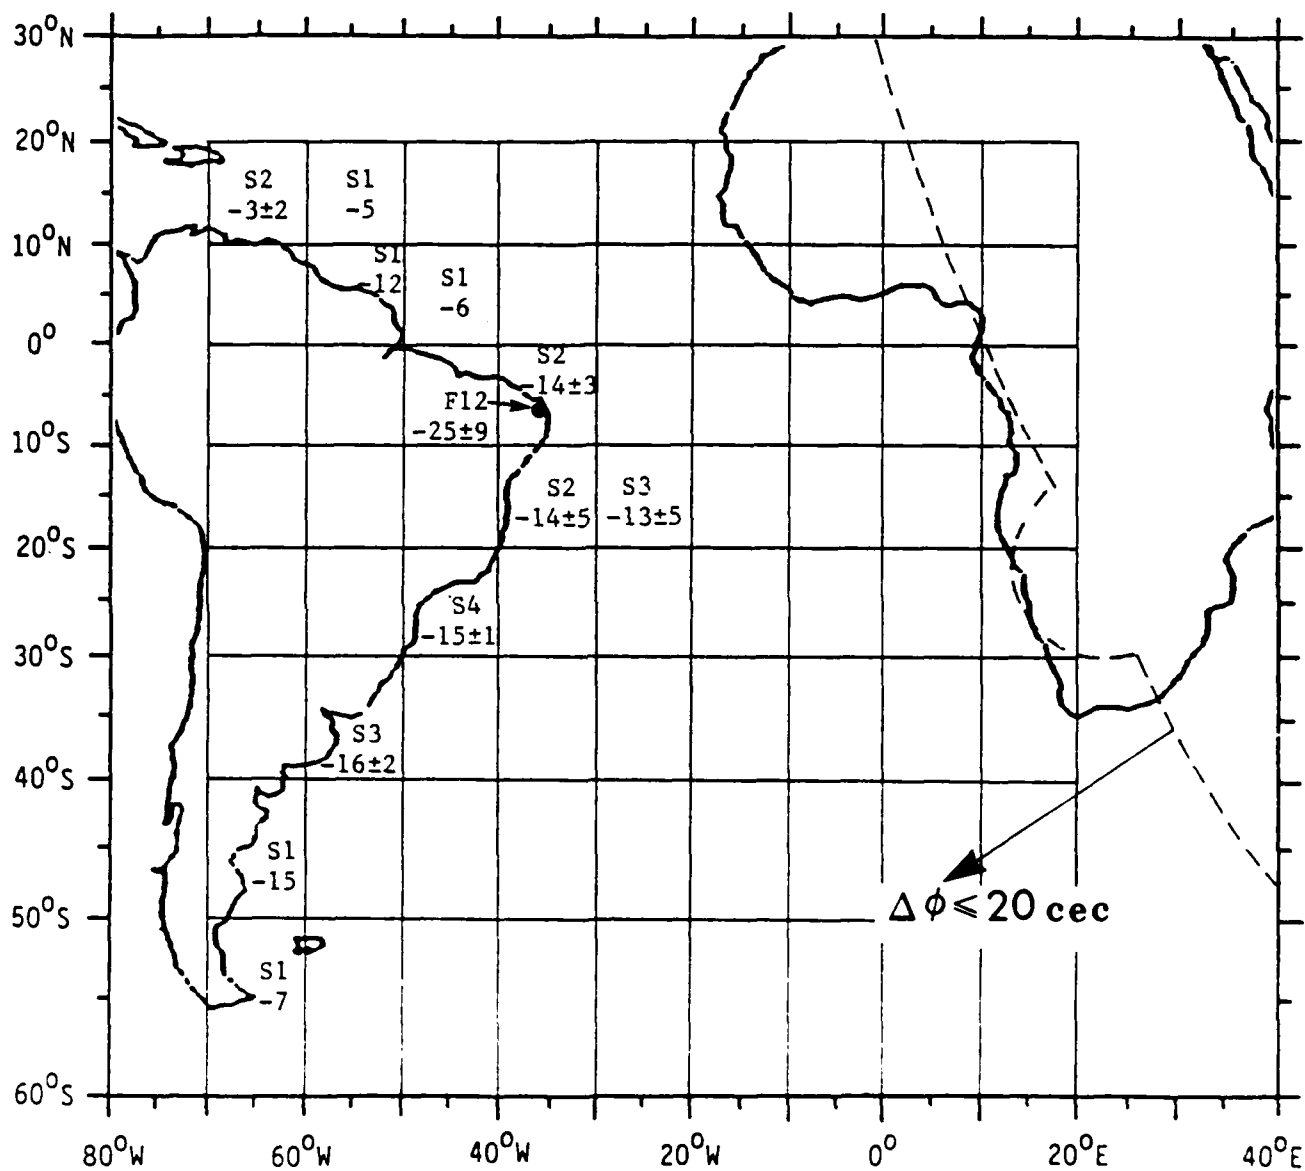 30°N
20°N
S2 S1
-3±2 -5
10°N
S1
-12
S1
-6
0°
S2
-14±3
F12
-25±9
10°S
S2 S3
-14±5 -13±5
20°S
S4
-15±1
30°S
S3
-16±2
40°S
S1
-15
Δϕ⩽20 cec
50°S
S1
-7
60°S
80°W 60°W 40°W 20°W 0° 20°E 40°E